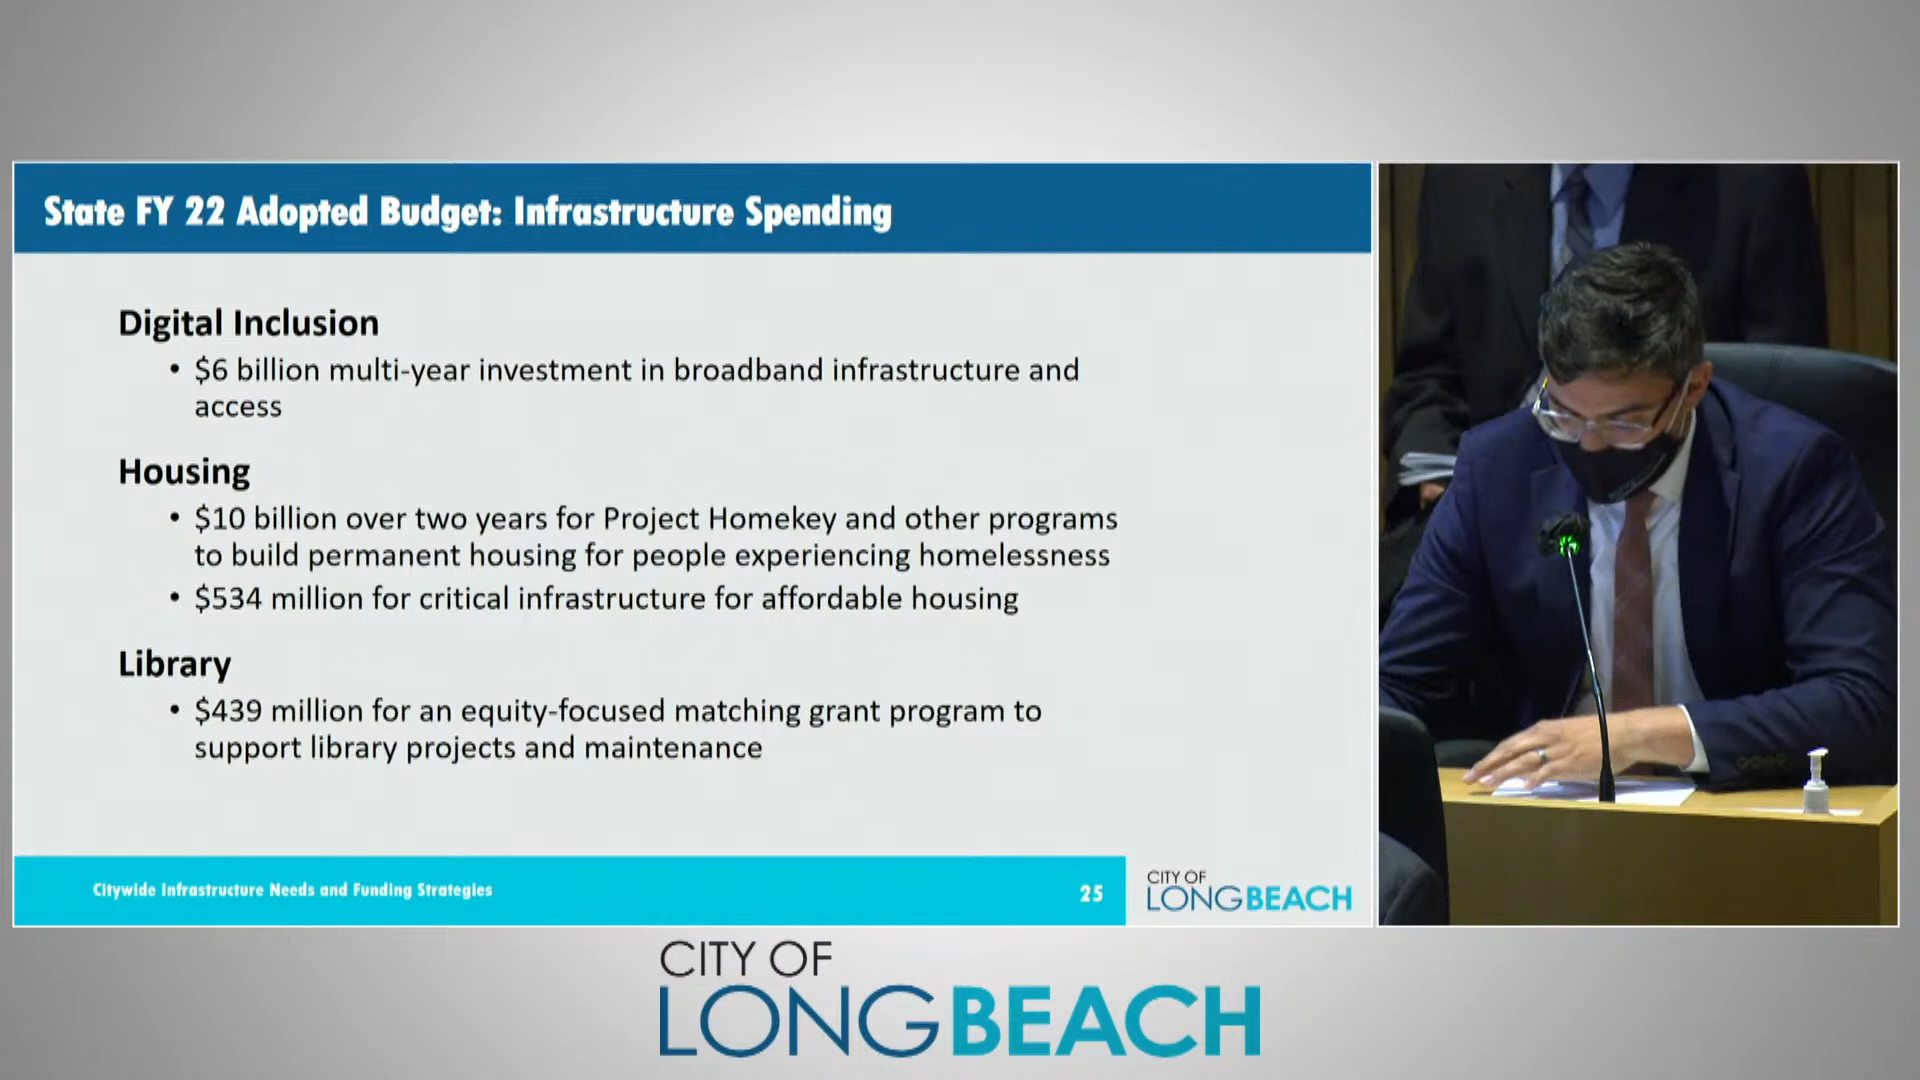 State FY 22 Adopted Budget: Infrastructure Spending
Digital Inclusion
• $6 billion multi-year investment in broadband infrastructure and
access
Housing
• $10 billion over two years for Project Homekey and other programs
to build permanent housing for people experiencing homelessness
• $534 million for critical infrastructure for affordable housing
Library
• $439 million for an equity-focused matching grant program to
support library projects and maintenance
Citywide Infrastructure Needs and Funding Strategies
25
CITY OF
LONGBEACH
CITY OF
LONGBEACH